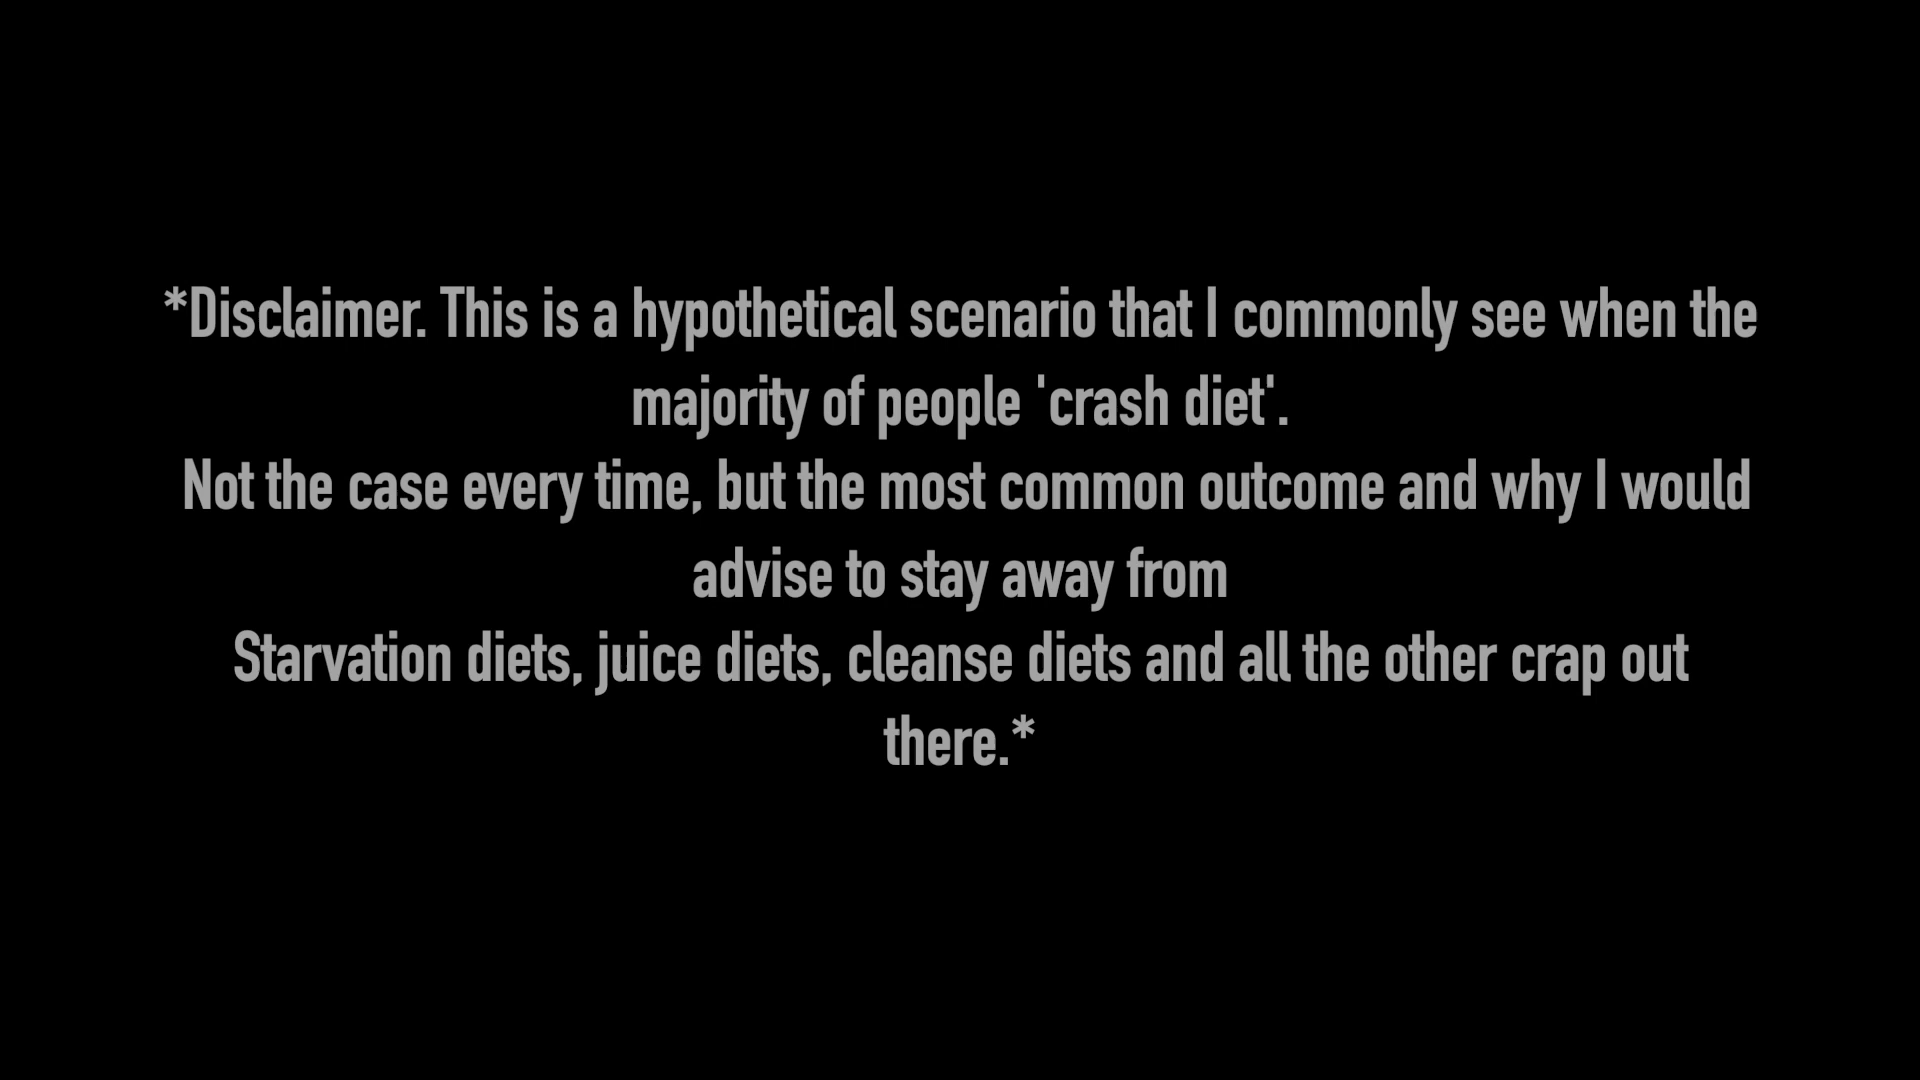 *Disclaimer. This is a hypothetical scenario that I commonly see when the
majority of people 'crash diet'.
Not the case every time, but the most common outcome and why I would
advise to stay away from
Starvation diets, juice diets, cleanse diets and all the other crap out
there.*